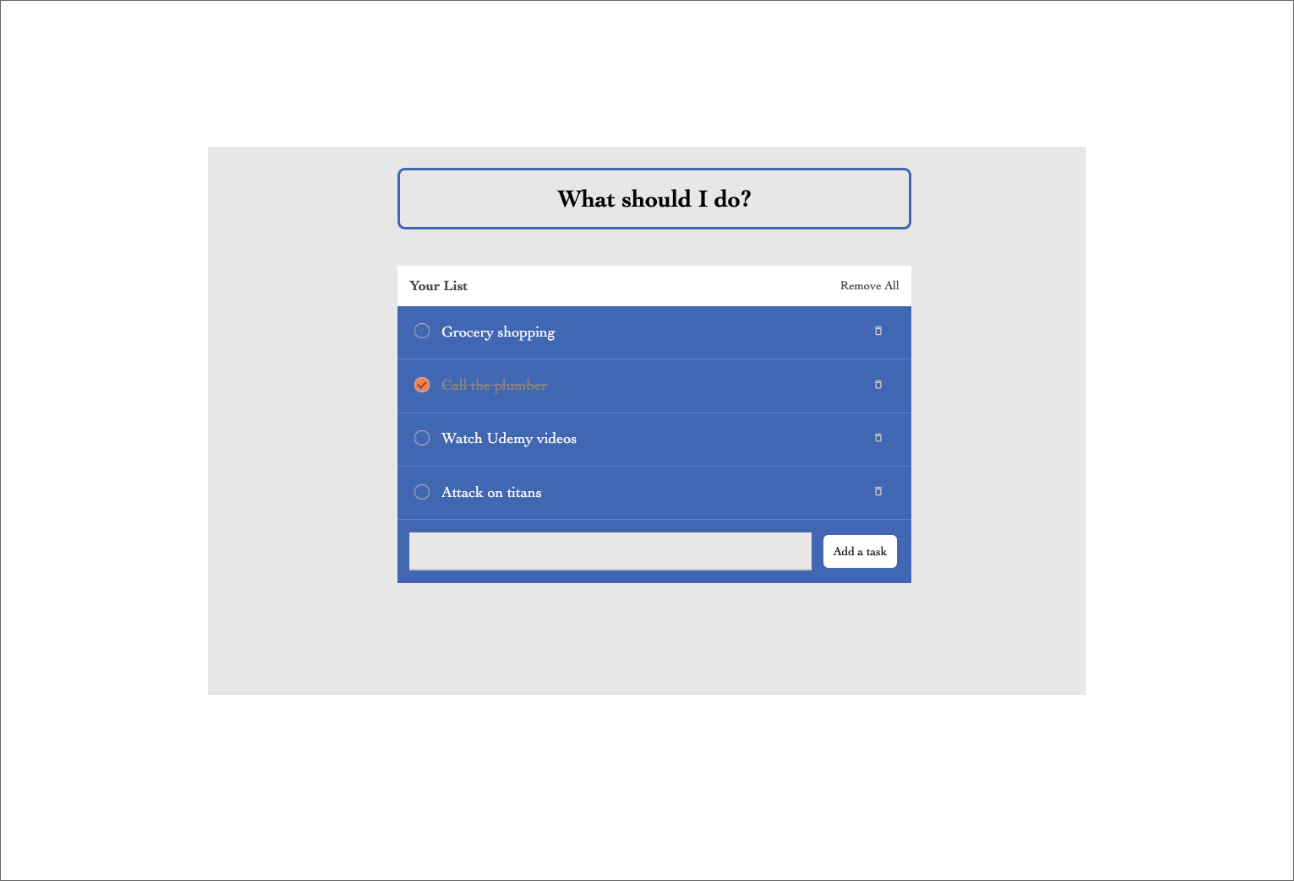 What should I do?
Your List
Remove All
Grocery shopping
Call the plumber
Watch Udemy videos
Attack on titans
Add a task